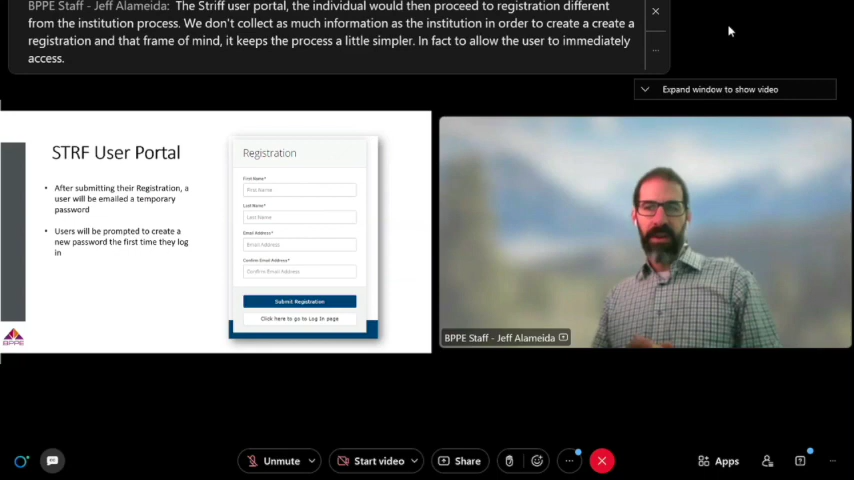 BPPE Staff - Jeff Alameida: The Striff user portal, the individual would then proceed to registration different
from the institution process. We don't collect as much information as the institution in order to create a create a
registration and that frame of mind, it keeps the process a little simpler. In fact to allow the user to immediately
access.
Expand window to show video
STRF User Portal
• After submitting their Registration, a
user will be emailed a temporary
password
• Users will be prompted to create a
new password the first time they log
in
Registration
First Name*
First Name
Last Name*
Last Name
Email Address*
Email Address
Confirm Email Address*
Confirm Email Address
Submit Registration
Click here to go to Log In page
BPPE
BPPE Staff - Jeff Alameida
Unmute
Start video
Share
Apps